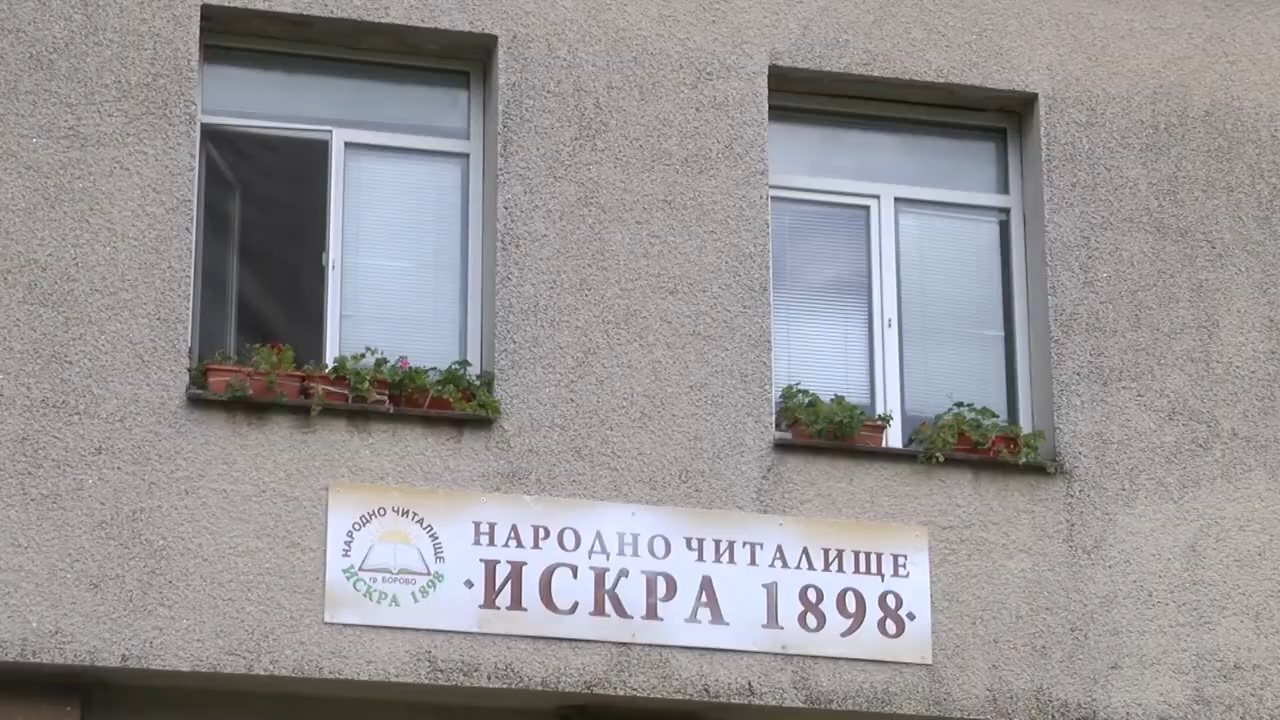 НАРОДНО ЧИТАЛИЩЕ
гр. БОРОВО
ИСКРА 1898
НАРОДНО ЧИТАЛИЩЕ
·ИСКРА 1898·